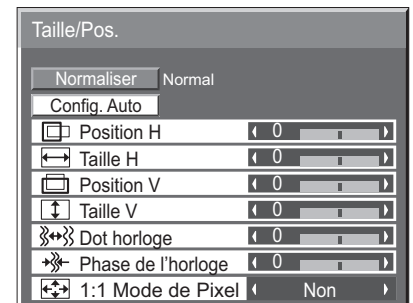 Taille/Pos.
Normaliser Normal
Config. Auto
Position H 0
Taille H 0
Position V 0
Taille V 0
Dot horloge 0
Phase de l'horloge 0
1:1 Mode de Pixel Non